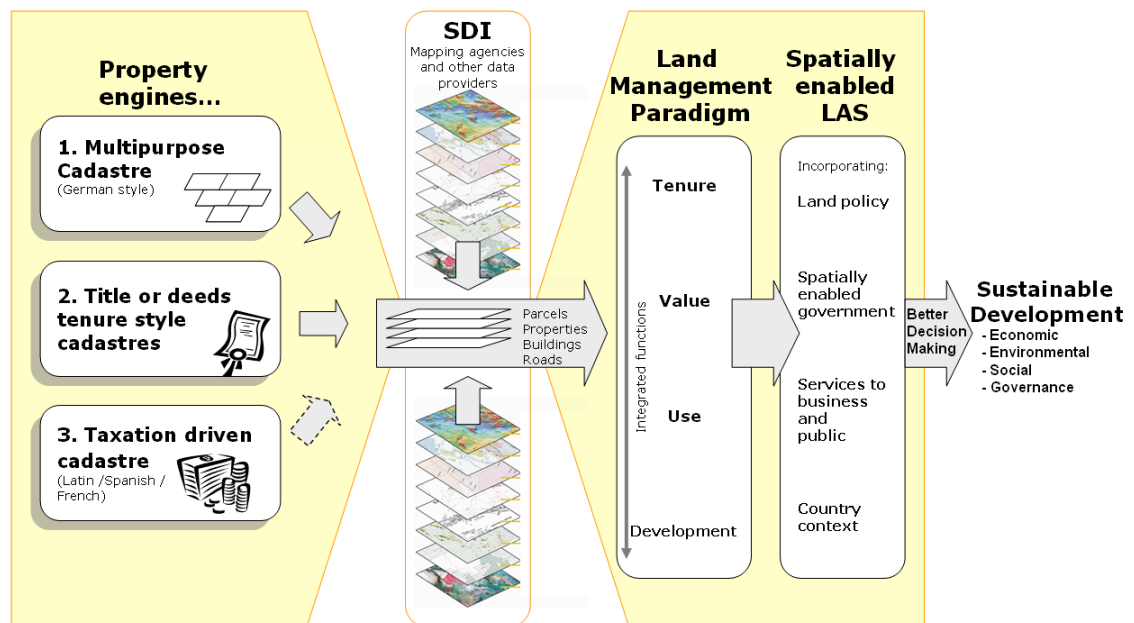 Property
engines...
1. Multipurpose
Cadastre
(German style)
2. Title or deeds
tenure style
cadastres
3. Taxation driven
cadastre
(Latin /Spanish /
French)
SDI
Mapping agencies
and other data
providers
Parcels
Properties
Buildings
Roads
Land
Management
Paradigm
Integrated functions
Tenure
Value
Use
Development
Spatially
enabled
LAS
Incorporating:
Land policy
Spatially
enabled
government
Services to
business
and
public
Country
context
Better
Decision
Making
Sustainable
Development
- Economic
- Environmental
- Social
- Governance